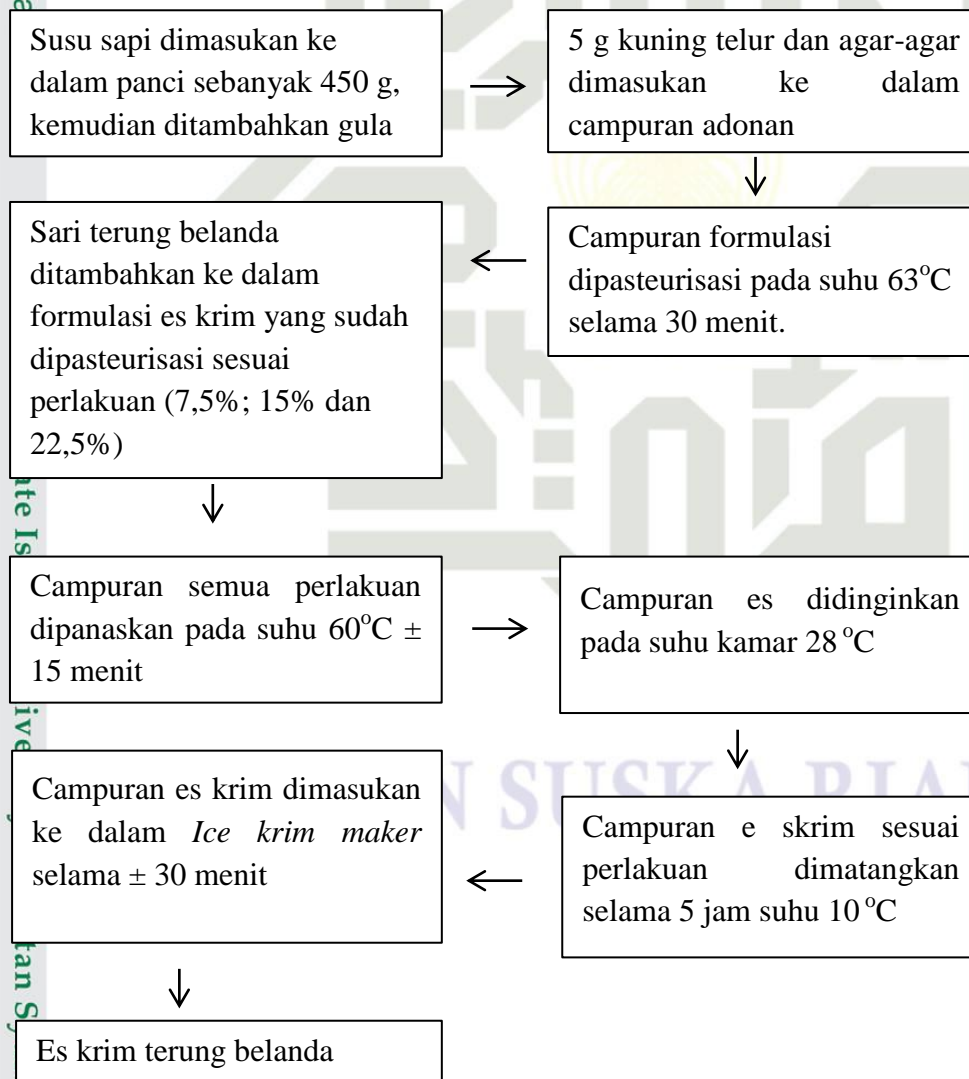 Susu sapi dimasukan ke
dalam panci sebanyak 450 g,
kemudian ditambahkan gula
5 g kuning telur dan agar-agar
dimasukan ke dalam
campuran adonan
Campuran formulasi
dipasteurisasi pada suhu 63°C
selama 30 menit.
Sari terung belanda
ditambahkan ke dalam
formulasi es krim yang sudah
dipasteurisasi sesuai
perlakuan (7,5%; 15% dan
22,5%)
Campuran semua perlakuan
dipanaskan pada suhu 60°C ±
15 menit
Campuran es didinginkan
pada suhu kamar 28 °C
Campuran e skrim sesuai
perlakuan dimatangkan
selama 5 jam suhu 10 °C
Campuran es krim dimasukan
ke dalam Ice krim maker
selama ± 30 menit
Es krim terung belanda
N SUSKA RIA